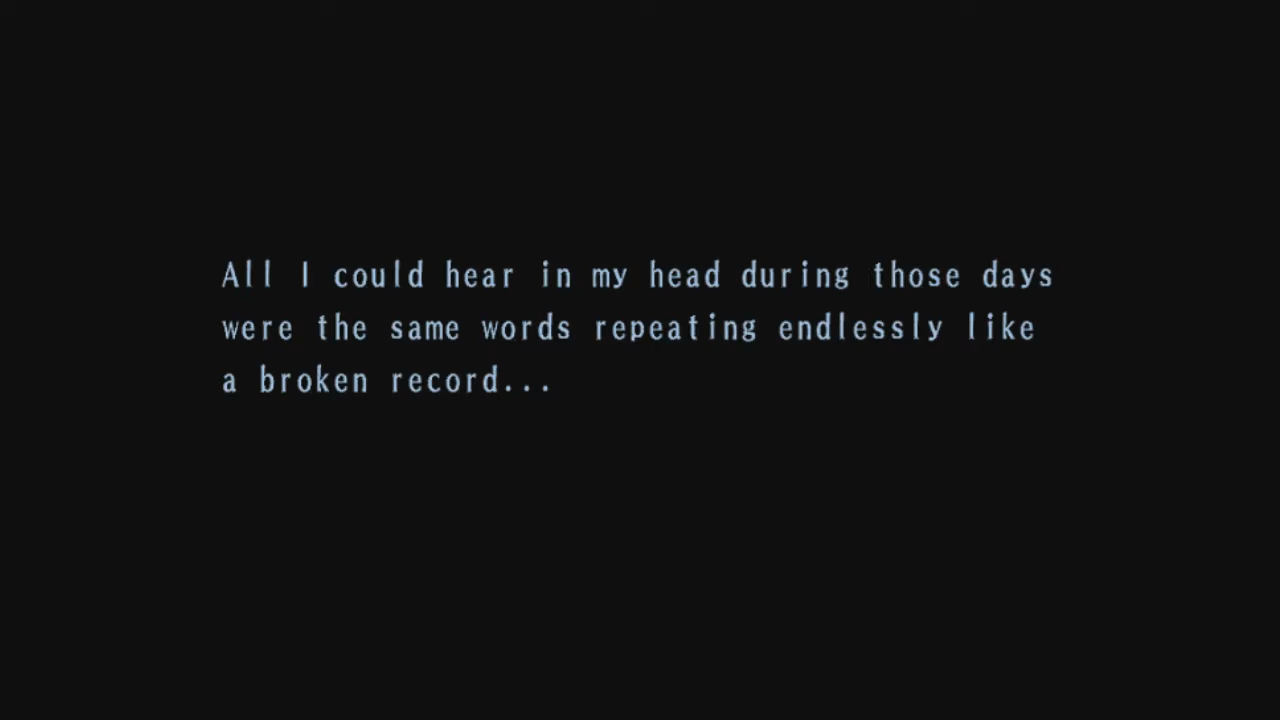 All I could hear in my head during those days
were the same words repeating endlessly like
a broken record...